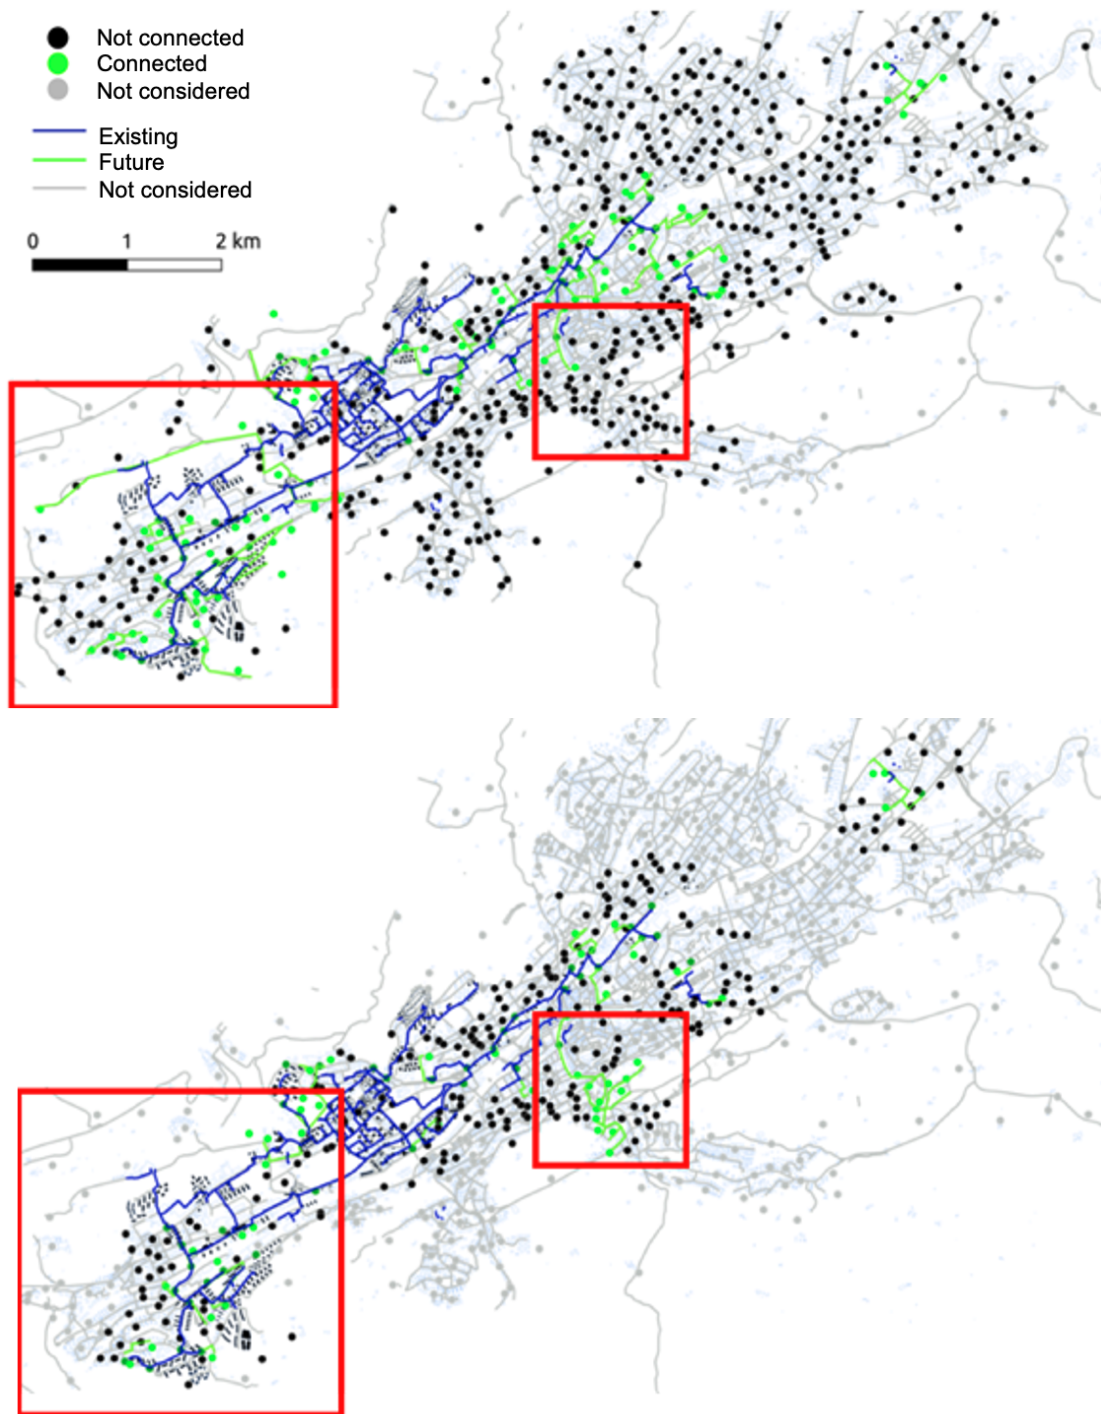 Not connected
Connected
Not considered
Existing
Future
Not considered
0 1 2 km